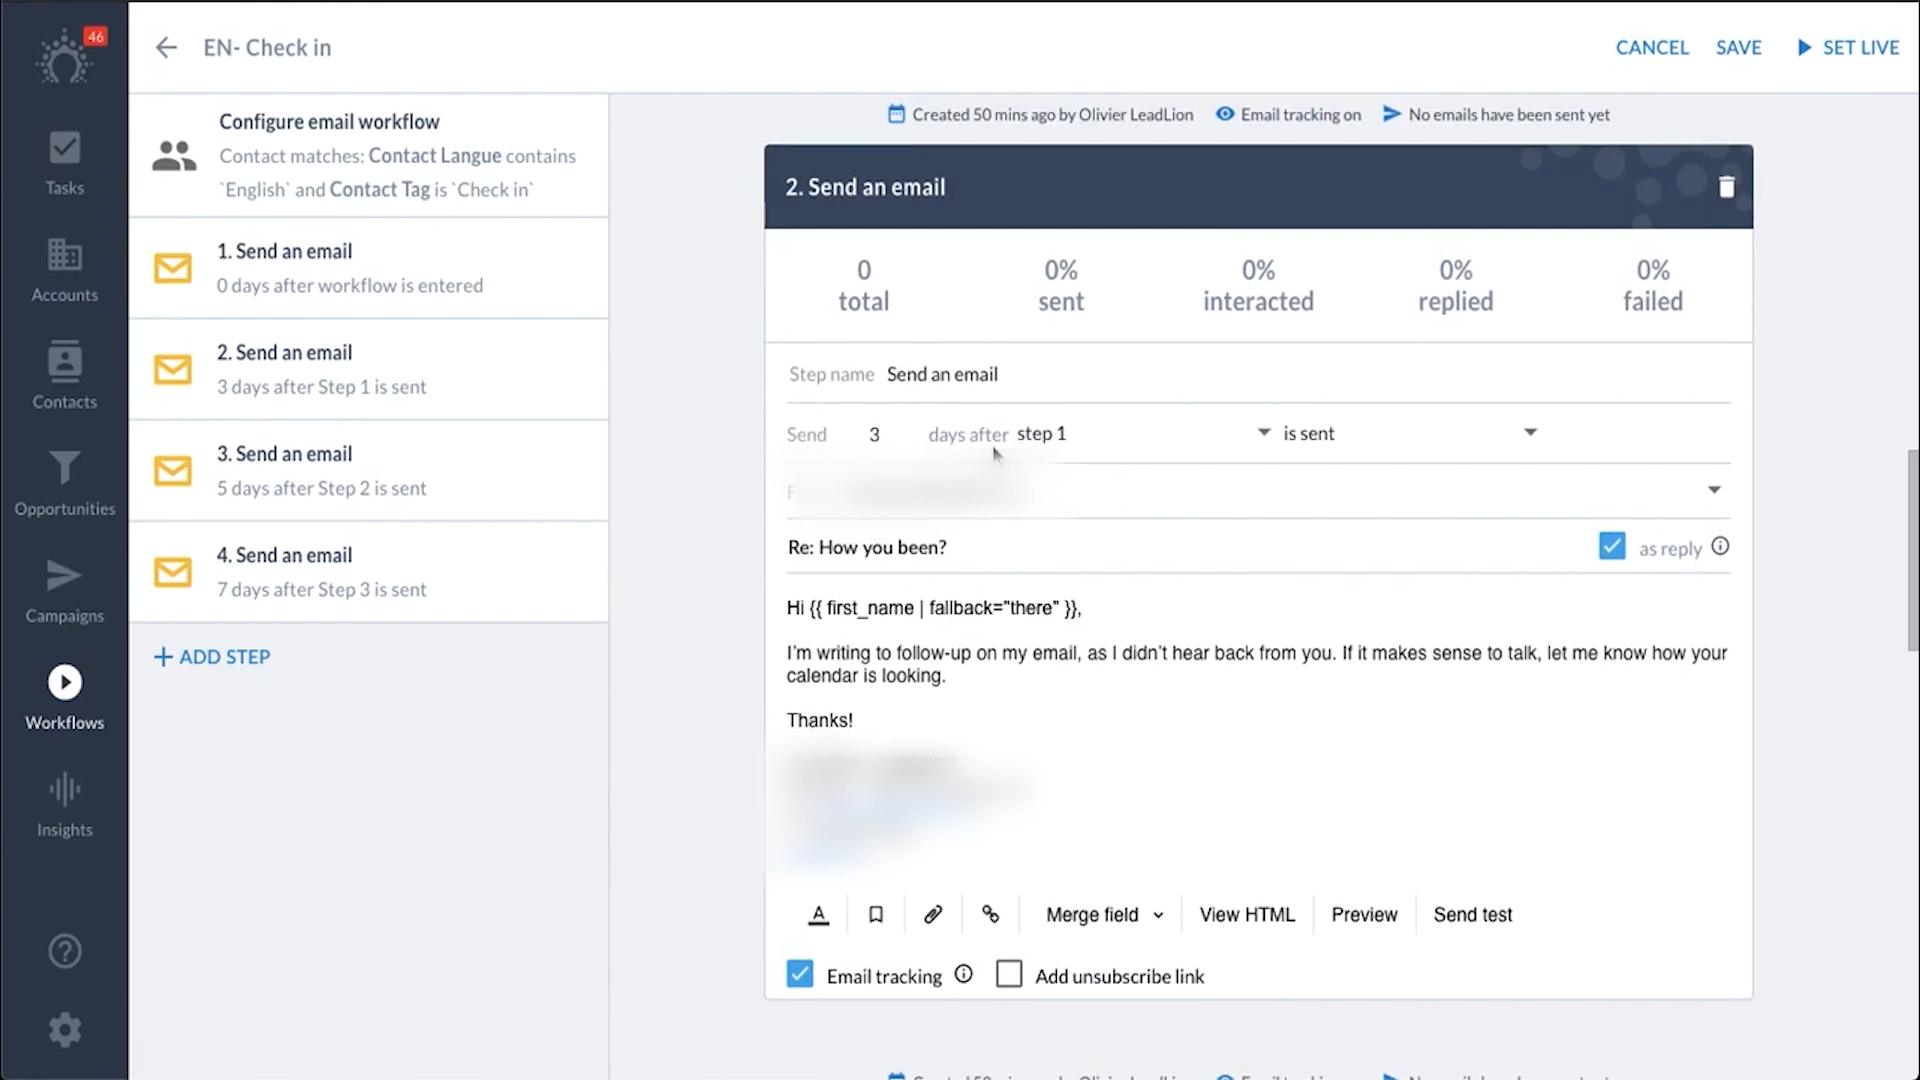 46
EN- Check in
CANCEL
SAVE
SET LIVE
Tasks
Accounts
Contacts
Opportunities
Campaigns
Workflows
Insights
Configure email workflow
Contact matches: Contact Langue contains
`English` and Contact Tag is `Check in`
1. Send an email
0 days after workflow is entered
2. Send an email
3 days after Step 1 is sent
3. Send an email
5 days after Step 2 is sent
4. Send an email
7 days after Step 3 is sent
+ ADD STEP
Created 50 mins ago by Olivier LeadLion
Email tracking on
No emails have been sent yet
2. Send an email
0 total
0% sent
0% interacted
0% replied
0% failed
Step name Send an email
Send 3 days after step 1 is sent
Re: How you been?
as reply
Hi {{ first_name | fallback="there" }},
I'm writing to follow-up on my email, as I didn't hear back from you. If it makes sense to talk, let me know how your
calendar is looking.
Thanks!
A
Merge field
View HTML
Preview
Send test
Email tracking
Add unsubscribe link